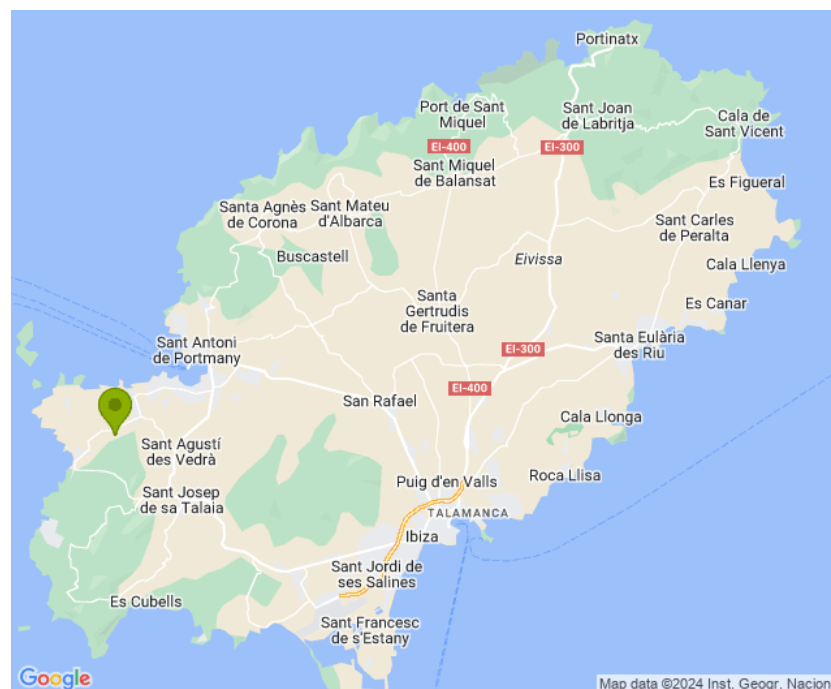 Portinatx
Port de Sant
Miquel
Sant Joan
de Labritja
Cala de
Sant Vicent
EI-400
EI-300
Sant Miquel
de Balansat
Es Figueral
Santa Agnès
de Corona
Sant Mateu
d'Albarca
Sant Carles
de Peralta
Buscastell
Eivissa
Cala Llenya
Santa
Gertrudis
de Fruitera
Es Canar
Sant Antoni
de Portmany
Santa Eulària
des Riu
EI-300
EI-400
San Rafael
Cala Llonga
Sant Agustí
des Vedrà
Roca Llisa
Puig d'en Valls
Sant Josep
de sa Talaia
TALAMANCA
Ibiza
Sant Jordi de
ses Salines
Es Cubells
Sant Francesc
de s'Estany
Google
Map data ©2024 Inst. Geogr. Nacion